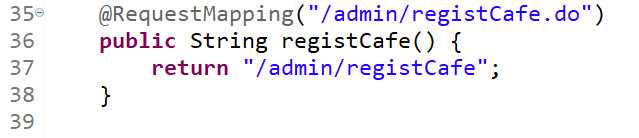 35 @RequestMapping("/admin/registCafe.do")
36 public String registCafe() {
37 return "/admin/registCafe";
38 }
39